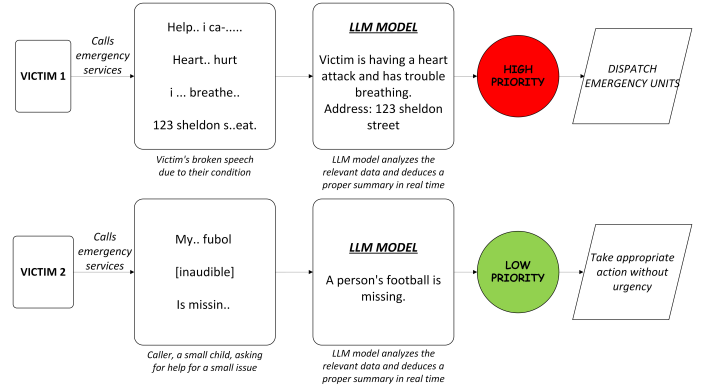 VICTIM 1
Calls
emergency
services
Help.. i ca-.....
Heart.. hurt
i ... breathe..
123 sheldon s..eat.
Victim's broken speech
due to their condition
LLM MODEL
Victim is having a heart
attack and has trouble
breathing.
Address: 123 sheldon
street
LLM model analyzes the
relevant data and deduces a
proper summary in real time
HIGH
PRIORITY
DISPATCH
EMERGENCY UNITS
VICTIM 2
Calls
emergency
services
My.. fubol
[inaudible]
Is missin..
Caller, a small child, asking
for help for a small issue
LLM MODEL
A person's football is
missing.
LLM model analyzes the
relevant data and deduces a
proper summary in real time
LOW
PRIORITY
Take appropriate
action without
urgency